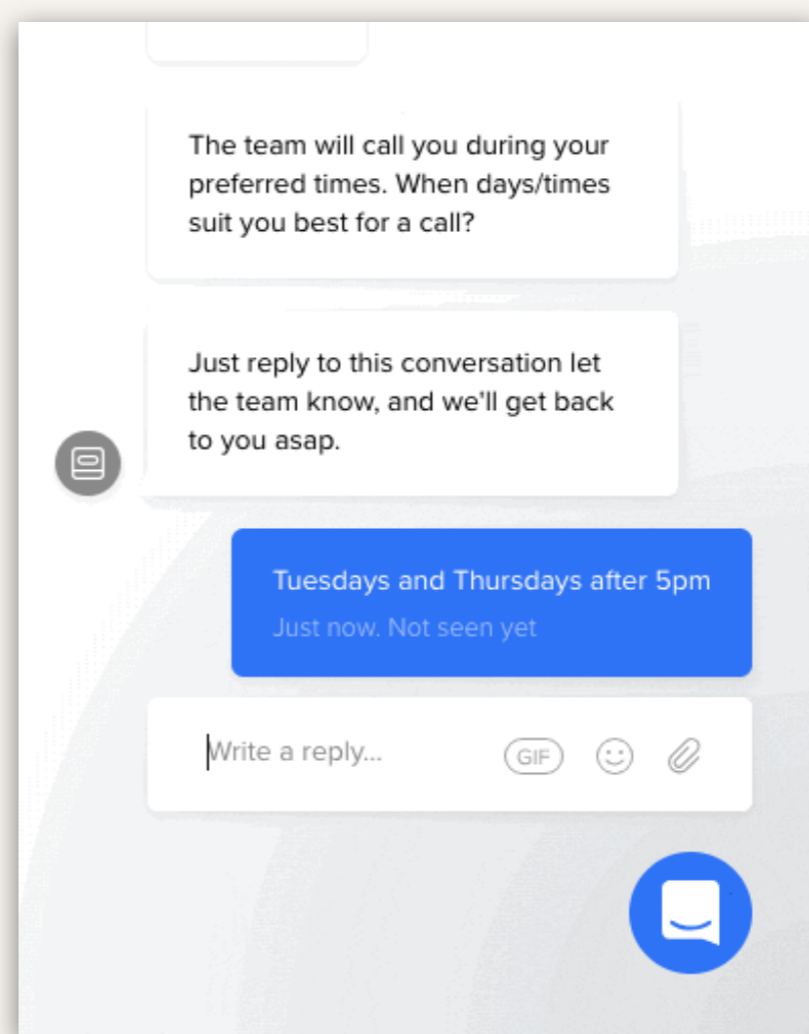 The team will call you during your
preferred times. When days/times
suit you best for a call?
Just reply to this conversation let
the team know, and we'll get back
to you asap.
Tuesdays and Thursdays after 5pm
Just now. Not seen yet
Write a reply...
GIF